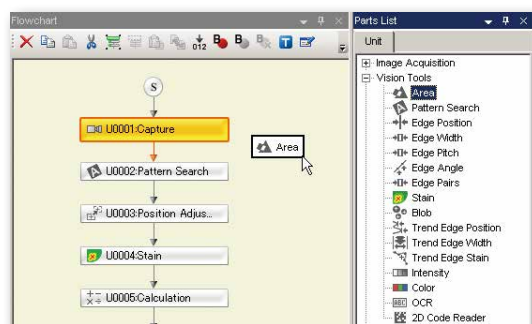 Flowchart
012
B
B
B
T
S
U0001:Capture
U0002:Pattern Search
U0003:Position Adjus...
U0004:Stain
U0005:Calculation
Area
Parts List
Unit
Image Acquisition
Vision Tools
Area
Pattern Search
Edge Position
Edge Width
Edge Pitch
Edge Angle
Edge Pairs
Stain
Blob
Trend Edge Position
Trend Edge Width
Trend Edge Stain
Intensity
Color
ABC OCR
2D Code Reader